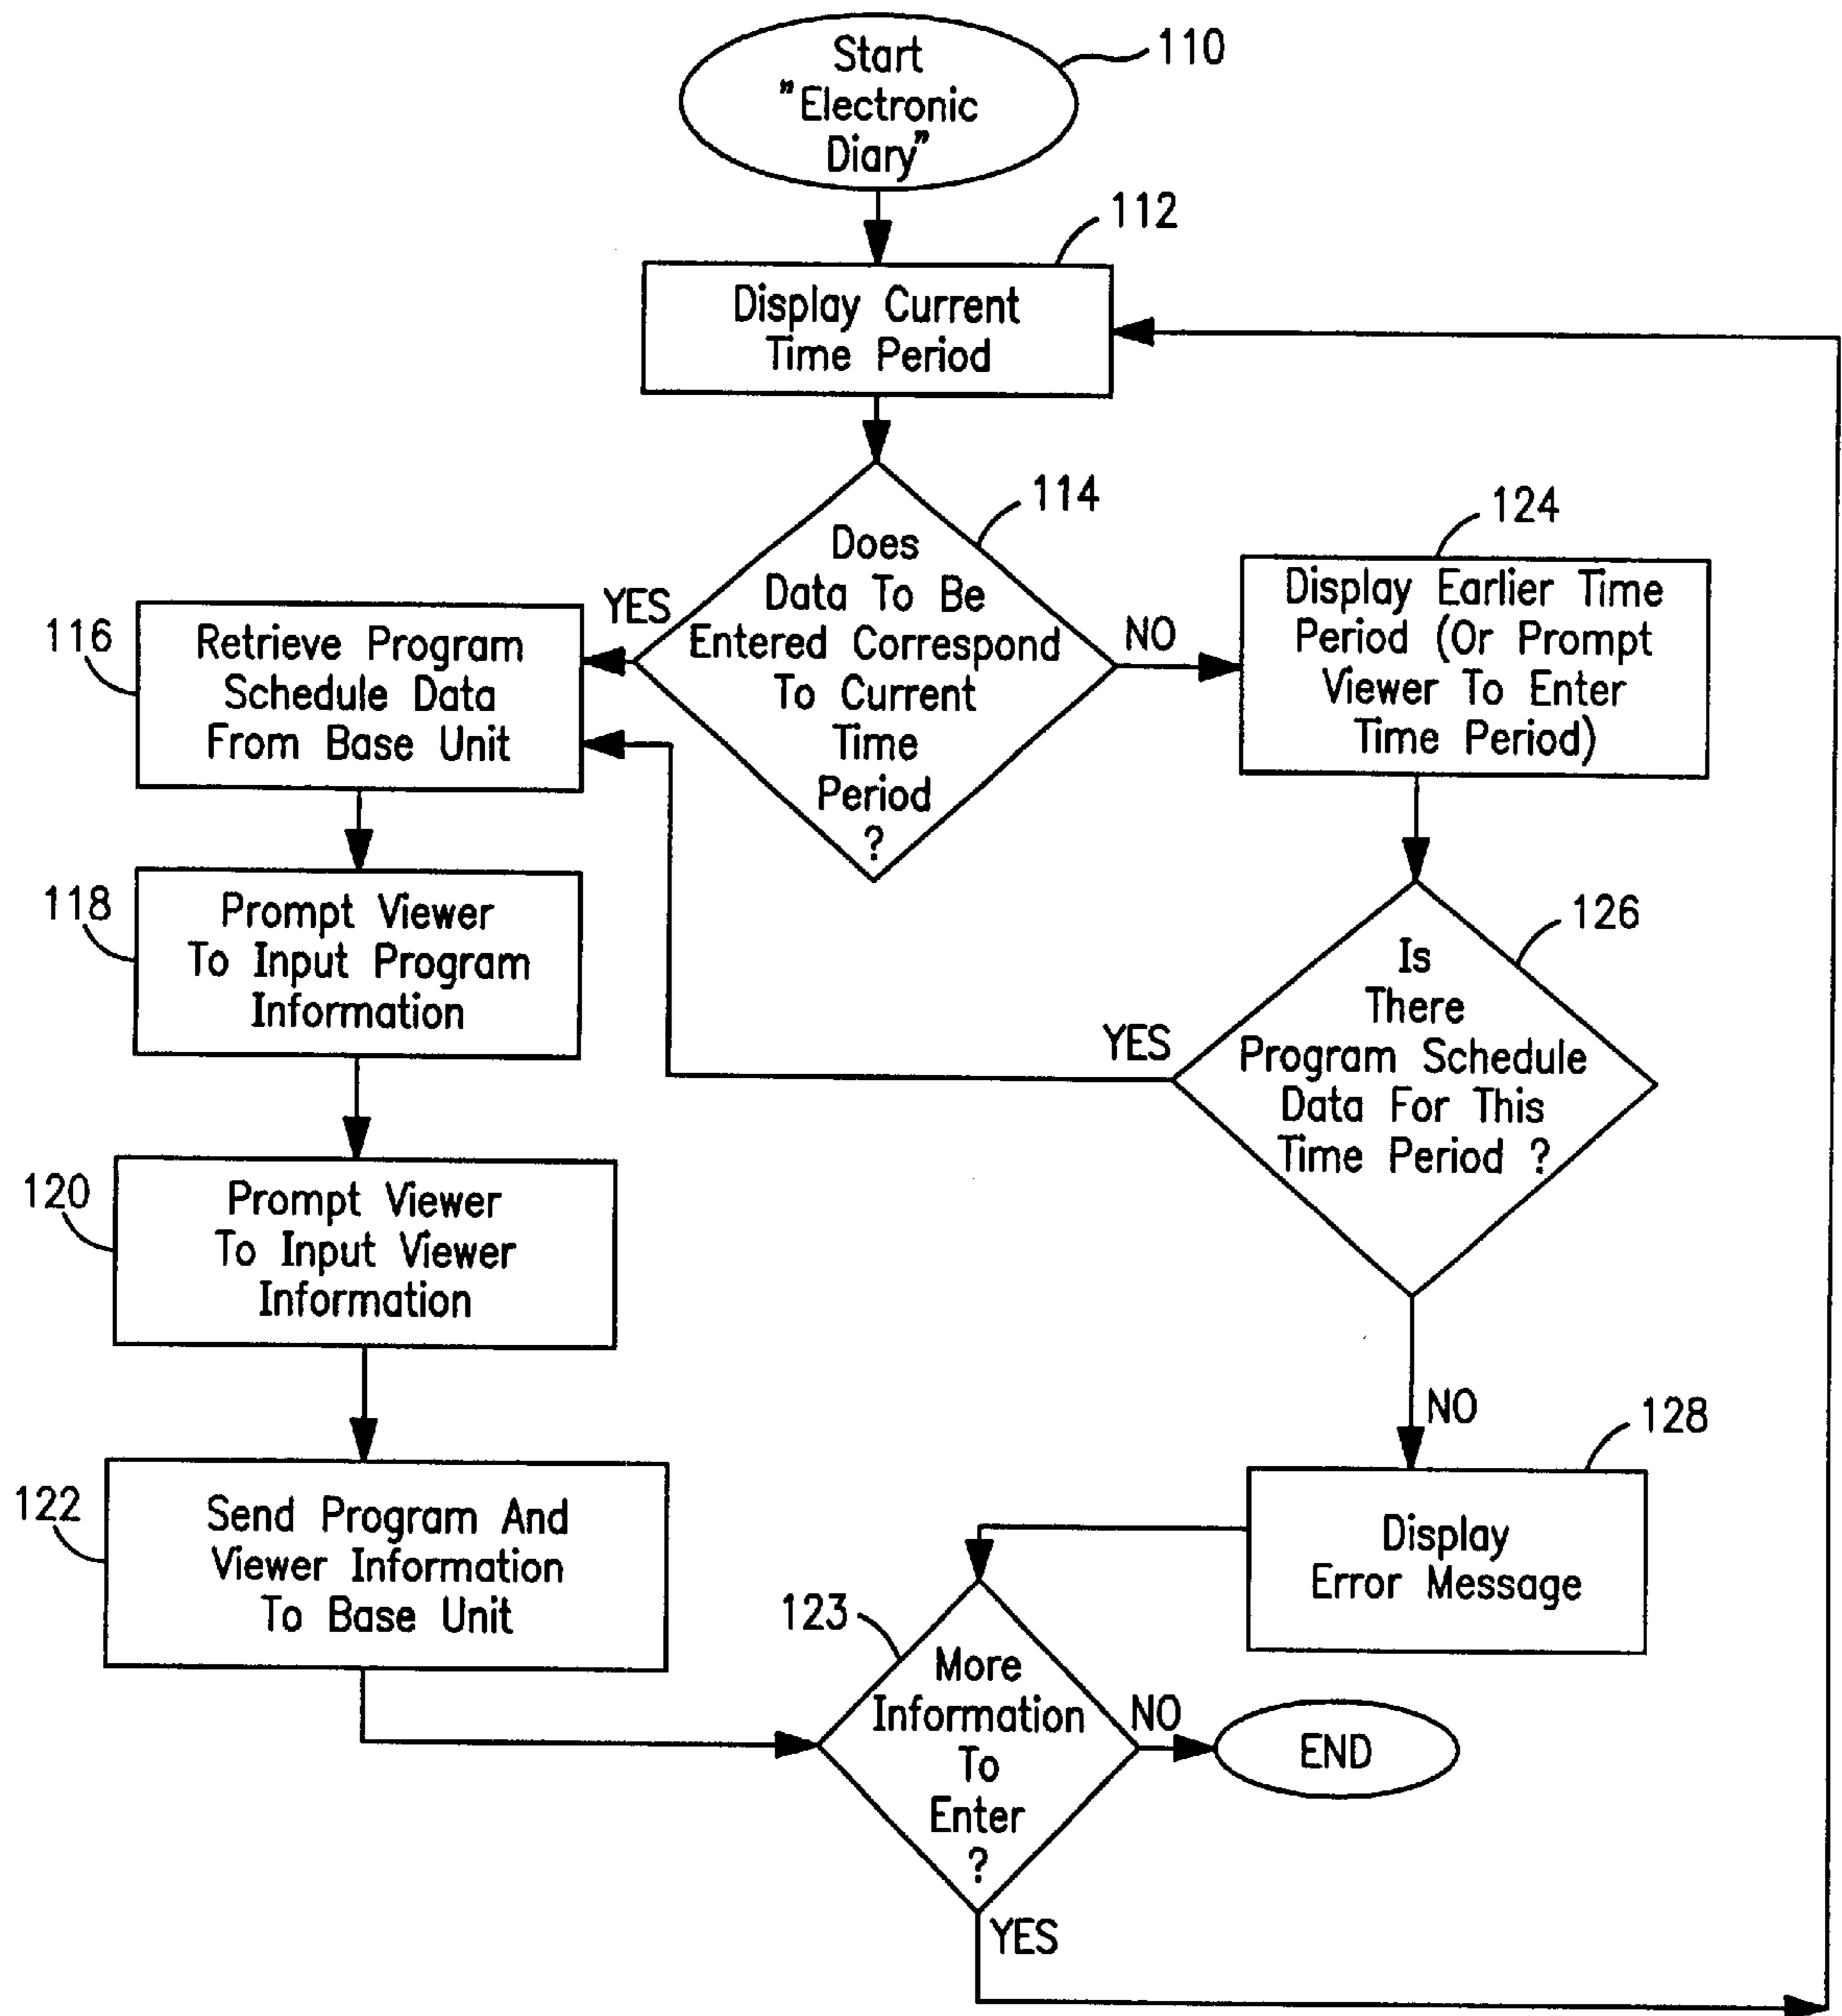 Start
"Electronic
Diary"
110
112
Display Current
Time Period
114
Does
Data To Be
Entered Correspond
To Current
Time
Period
?
YES
NO
124
Display Earlier Time
Period (Or Prompt
Viewer To Enter
Time Period)
116
Retrieve Program
Schedule Data
From Base Unit
118
Prompt Viewer
To Input Program
Information
126
Is
There
Program Schedule
Data For This
Time Period ?
YES
NO
120
Prompt Viewer
To Input Viewer
Information
128
Display
Error Message
122
Send Program And
Viewer Information
To Base Unit
123
More
Information
To
Enter
?
NO
END
YES